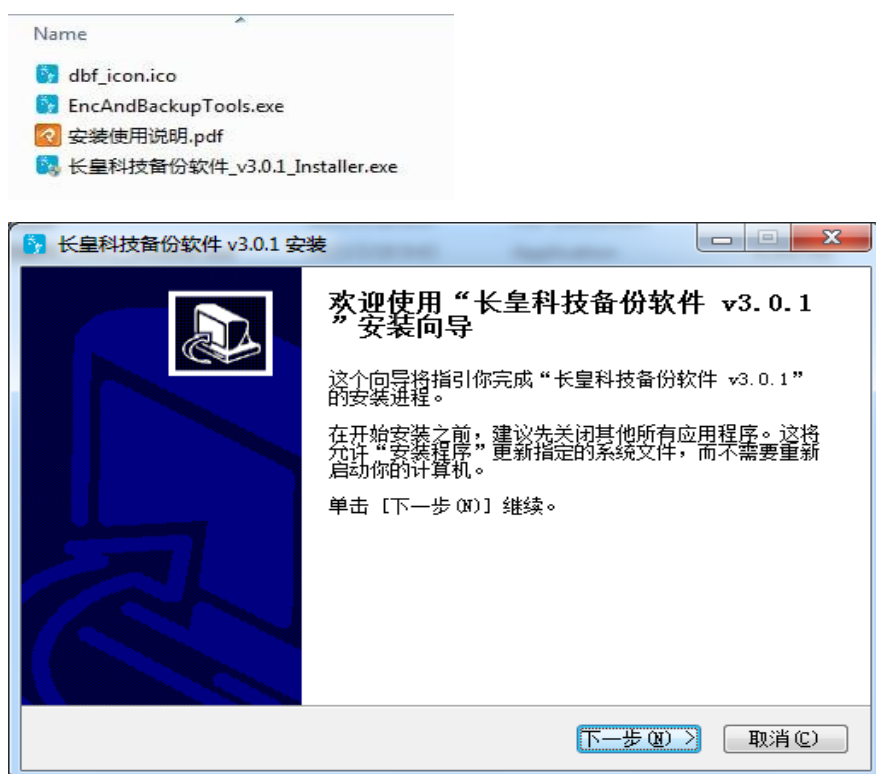 Name
dbf_icon.ico
EncAndBackupTools.exe
安装使用说明.pdf
长皇科技备份软件_v3.0.1_Installer.exe
长皇科技备份软件 v3.0.1 安装
欢迎使用“长皇科技备份软件 v3.0.1
”安装向导
这个向导将指引你完成“长皇科技备份软件 v3.0.1”
的安装进程。
在开始安装之前，建议先关闭其他所有应用程序。这将
允许“安装程序”更新指定的系统文件，而不需要重新
启动你的计算机。
单击 [下一步(N)] 继续。
下一步(N) >
取消(C)